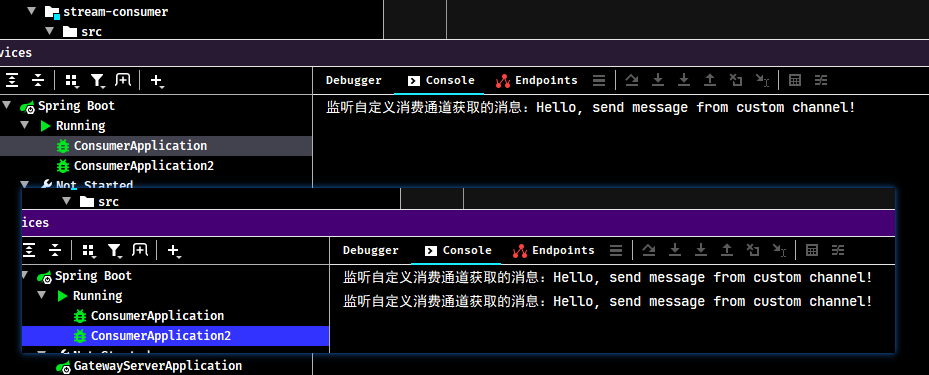 stream-consumer
src
vices
Debugger Console Endpoints
Spring Boot
监听自定义消费通道获取的消息：Hello, send message from custom channel!
Running
ConsumerApplication
ConsumerApplication2
Not Started
src
ices
Debugger Console Endpoints
Spring Boot
监听自定义消费通道获取的消息：Hello, send message from custom channel!
Running
监听自定义消费通道获取的消息：Hello, send message from custom channel!
ConsumerApplication
ConsumerApplication2
Not Started
GatewayServerApplication